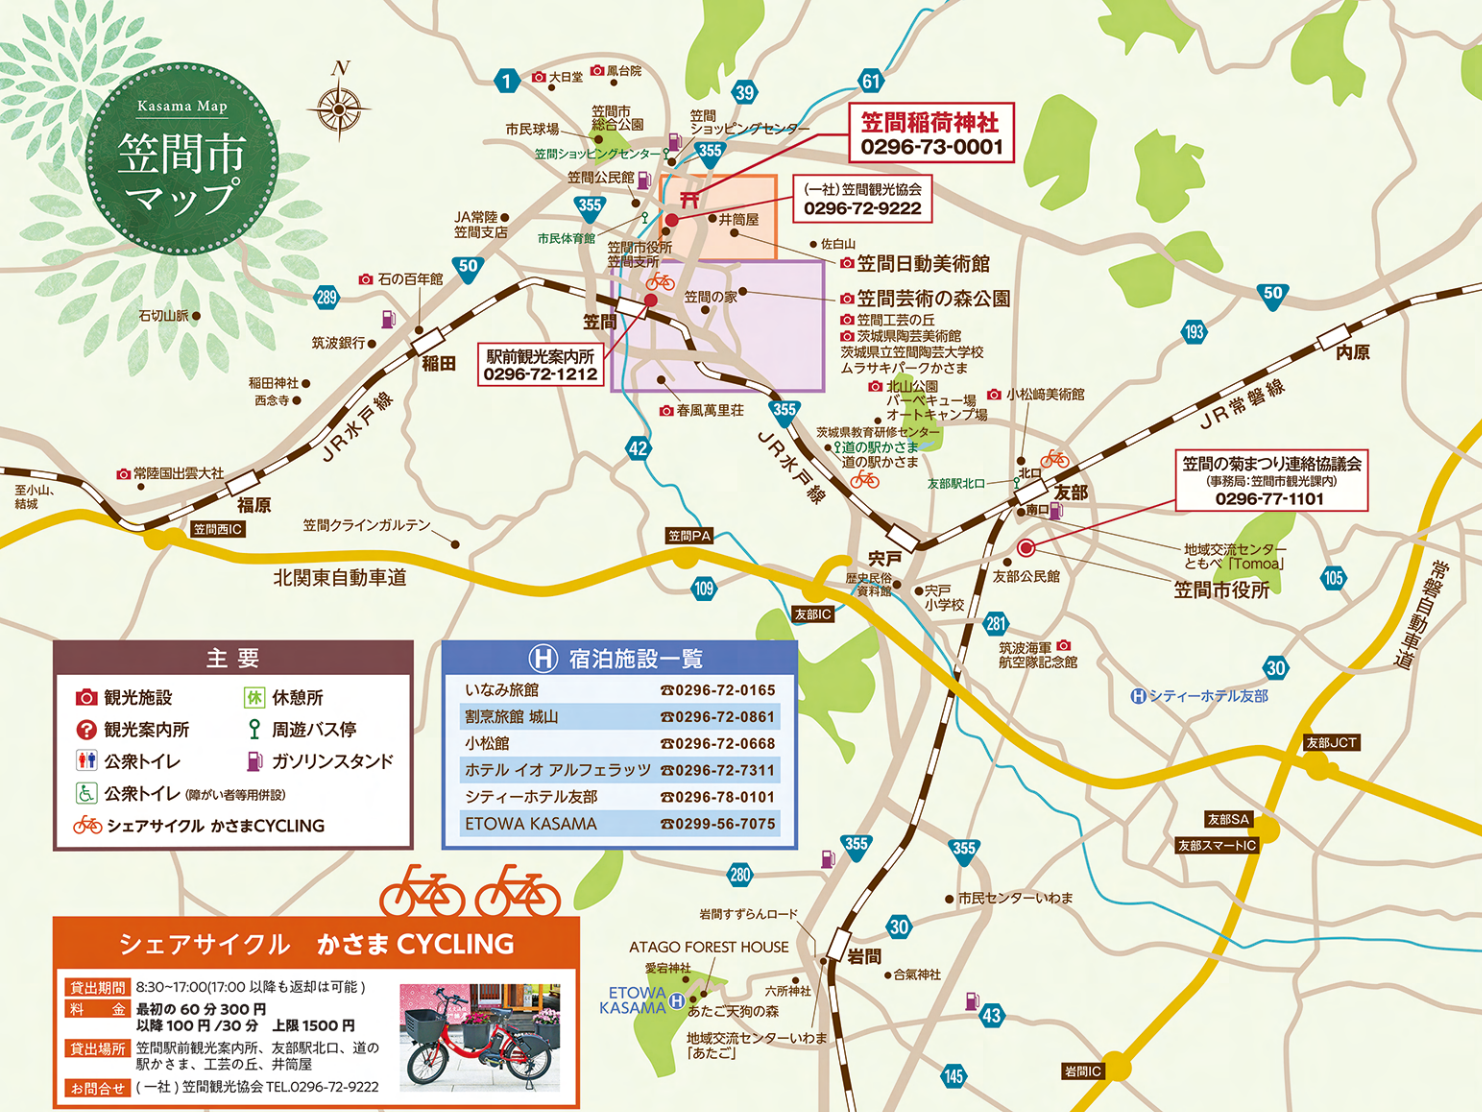 Kasama Map
笠間市
マップ
N
1
大日堂
鳳台院
39
61
笠間市
総合公園
市民球場
笠間
ショッピングセンター
笠間ショッピングセンター
355
笠間稲荷神社
0296-73-0001
笠間公民館
(一社)笠間観光協会
0296-72-9222
355
JA常陸
笠間支店
市民体育館
井筒屋
笠間市役所
笠間支所
佐白山
笠間日動美術館
50
石の百年館
289
石切山脈
笠間の家
笠間芸術の森公園
笠間工芸の丘
茨城県陶芸美術館
茨城県立笠間陶芸大学校
ムラサキパークかさま
50
193
笠間
筑波銀行
稲田
駅前観光案内所
0296-72-1212
内原
稲田神社
西念寺
北山公園
バーベキュー場
オートキャンプ場
小松崎美術館
JR常磐線
春風萬里荘
355
JR水戸線
茨城県教育研修センター
道の駅かさま
道の駅かさま
42
JR水戸線
常陸国出雲大社
至小山、
結城
福原
北口
友部駅北口
友部
南口
笠間の菊まつり連絡協議会
(事務局:笠間市観光課内)
0296-77-1101
笠間西IC
笠間クラインガルテン
笠間PA
宍戸
地域交流センター
ともべ「Tomoa」
北関東自動車道
歴史民俗
資料館
友部公民館
笠間市役所
105
常磐自動車道
109
友部IC
宍戸
小学校
281
筑波海軍
航空隊記念館
30
シティーホテル友部
主 要
観光施設
休憩所
観光案内所
周遊バス停
公衆トイレ
ガソリンスタンド
公衆トイレ(障がい者等用併設)
シェアサイクル かさまCYCLING
H 宿泊施設一覧
いなみ旅館 ☎0296-72-0165
割烹旅館 城山 ☎0296-72-0861
小松館 ☎0296-72-0668
ホテル イオ アルフェラッツ ☎0296-72-7311
シティーホテル友部 ☎0296-78-0101
ETOWA KASAMA ☎0299-56-7075
友部JCT
友部SA
友部スマートIC
355
355
280
市民センターいわま
岩間すずらんロード
30
ATAGO FOREST HOUSE
岩間
愛宕神社
合氣神社
六所神社
ETOWA
KASAMA
H
あたご天狗の森
43
地域交流センターいわま
「あたご」
145
岩間IC
シェアサイクル かさま CYCLING
貸出期間 8:30~17:00(17:00 以降も返却は可能)
料 金 最初の 60 分 300 円
以降 100 円 /30 分 上限 1500 円
貸出場所 笠間駅前観光案内所、友部駅北口、道の
駅かさま、工芸の丘、井筒屋
お問合せ (一社)笠間観光協会 TEL.0296-72-9222